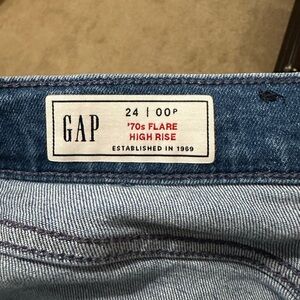 GAP
24 | 00P
'70s FLARE
HIGH RISE
ESTABLISHED IN 1969